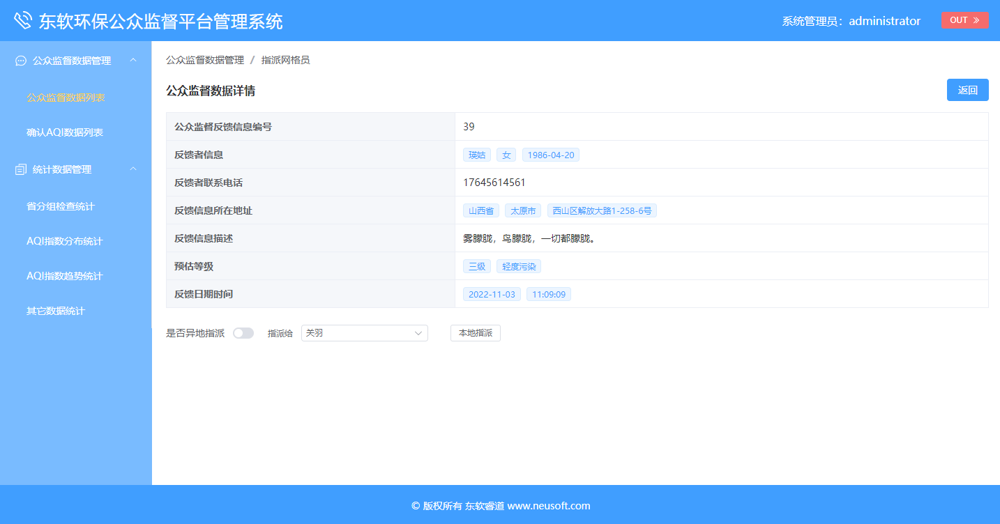 东软环保公众监督平台管理系统
系统管理员：administrator
OUT
公众监督数据管理
公众监督数据列表
确认AQI数据列表
统计数据管理
省分组检查统计
AQI指数分布统计
AQI指数趋势统计
其它数据统计
公众监督数据管理 / 指派网格员
公众监督数据详情
返回
公众监督反馈信息编号 39
反馈者信息 瑛姑 女 1986-04-20
反馈者联系电话 17645614561
反馈信息所在地址 山西省 太原市 西山区解放大路1-258-6号
反馈信息描述 雾朦胧，鸟朦胧，一切都朦胧。
预估等级 三级 轻度污染
反馈日期时间 2022-11-03 11:09:09
是否异地指派 指派给 关羽 本地指派
© 版权所有 东软睿道 www.neusoft.com